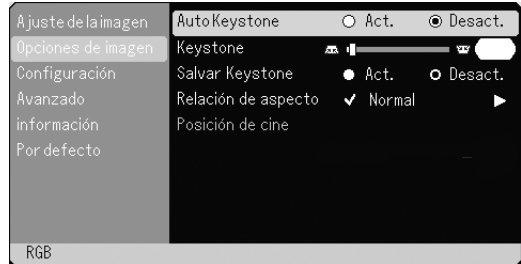 Ajuste de la imagen
Opciones de imagen
Configuración
Avanzado
información
Por defecto
Auto Keystone Act. Desact.
Keystone
Salvar Keystone Act. Desact.
Relación de aspecto Normal
Posición de cine
RGB